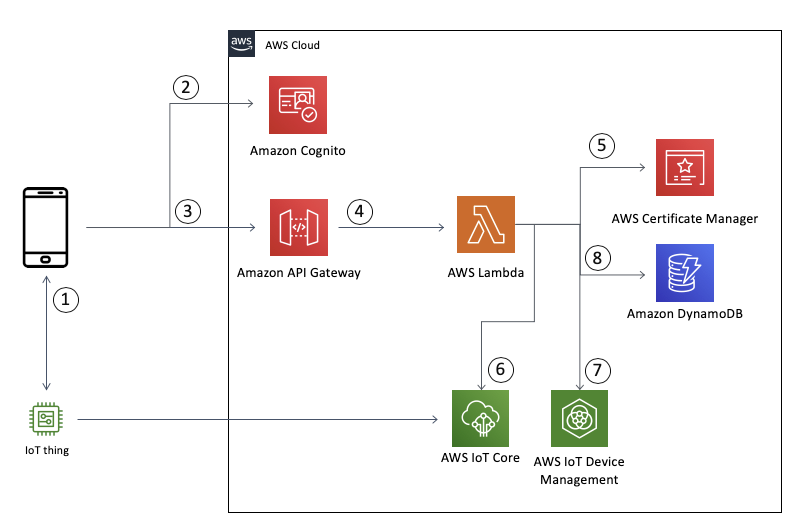 aws
AWS Cloud
2
Amazon Cognito
3
4
5
Amazon API Gateway
AWS Lambda
AWS Certificate Manager
8
Amazon DynamoDB
1
6
7
IoT thing
AWS IoT Core
AWS IoT Device
Management